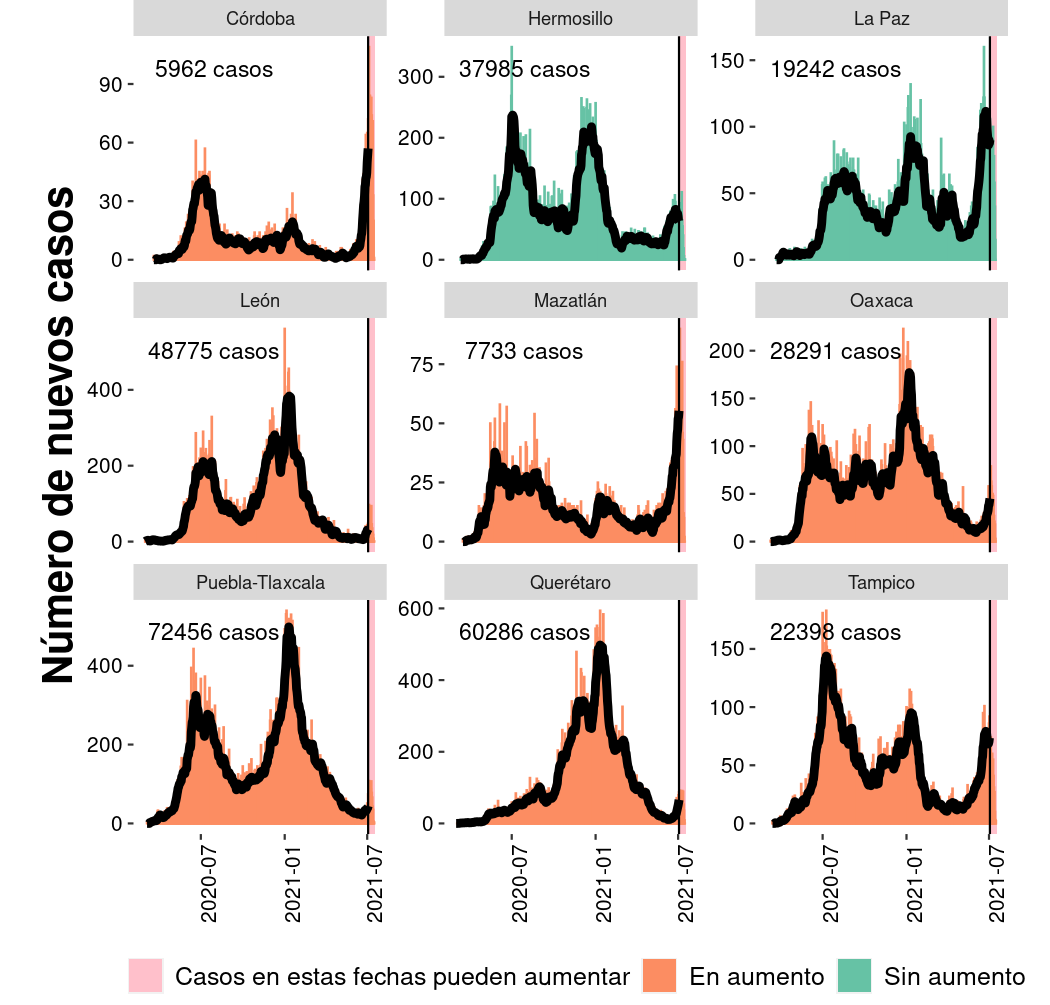 Número de nuevos casos
Córdoba
Hermosillo
La Paz
5962 casos
37985 casos
19242 casos
90
60
30
0
300
200
100
0
150
100
50
0
León
Mazatlán
Oaxaca
48775 casos
7733 casos
28291 casos
400
200
0
75
50
25
0
200
150
100
50
0
Puebla-Tlaxcala
Querétaro
Tampico
72456 casos
60286 casos
22398 casos
400
200
0
600
400
200
0
150
100
50
0
2020-07
2021-01
2021-07
2020-07
2021-01
2021-07
2020-07
2021-01
2021-07
Casos en estas fechas pueden aumentar
En aumento
Sin aumento